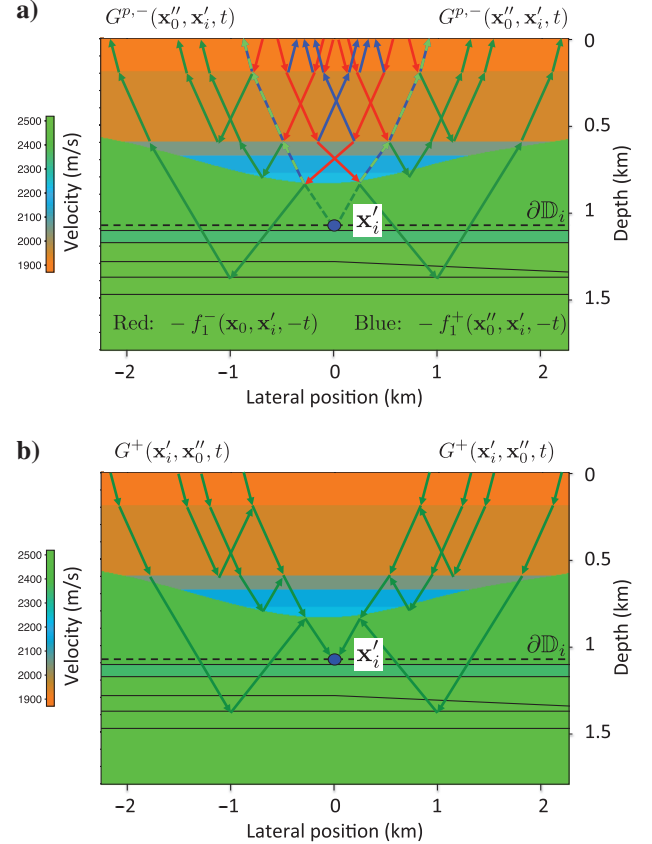 a)
G^{p,−}(x″_0, x′_i, t) G^{p,−}(x″_0, x′_i, t)
0
0.5
1
1.5
Depth (km)
2500
2400
2300
2200
2100
2000
1900
Velocity (m/s)
∂𝔻_i
x′_i
Red: − f_1^−(x_0, x′_i, −t) Blue: − f_1^+(x″_0, x′_i, −t)
−2 −1 0 1 2
Lateral position (km)
b)
G^+(x′_i, x″_0, t) G^+(x′_i, x″_0, t)
0
0.5
1
1.5
Depth (km)
2500
2400
2300
2200
2100
2000
1900
Velocity (m/s)
∂𝔻_i
x′_i
−2 −1 0 1 2
Lateral position (km)